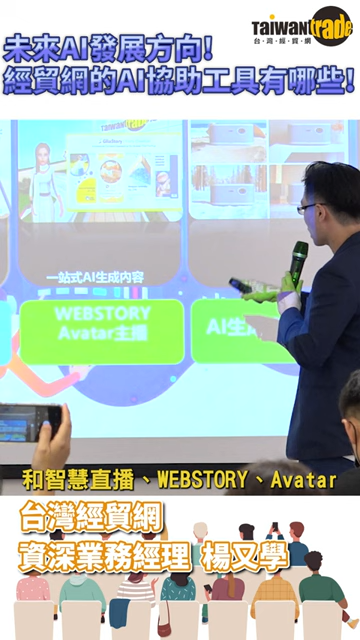 Taiwantrade
台灣經貿網
未來AI發展方向!
經貿網的AI協助工具有哪些!
一站式AI生成內容
WEBSTORY
Avatar主播
AI生
和智慧直播、WEBSTORY、Avatar
台灣經貿網
資深業務經理 楊又學